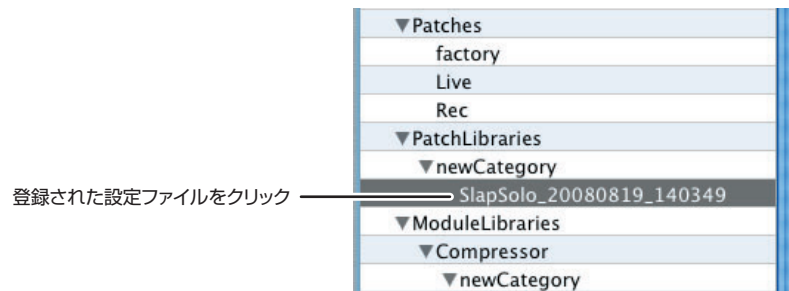 ▼Patches
factory
Live
Rec
▼PatchLibraries
▼newCategory
登録された設定ファイルをクリック
SlapSolo_20080819_140349
▼ModuleLibraries
▼Compressor
▼newCategory